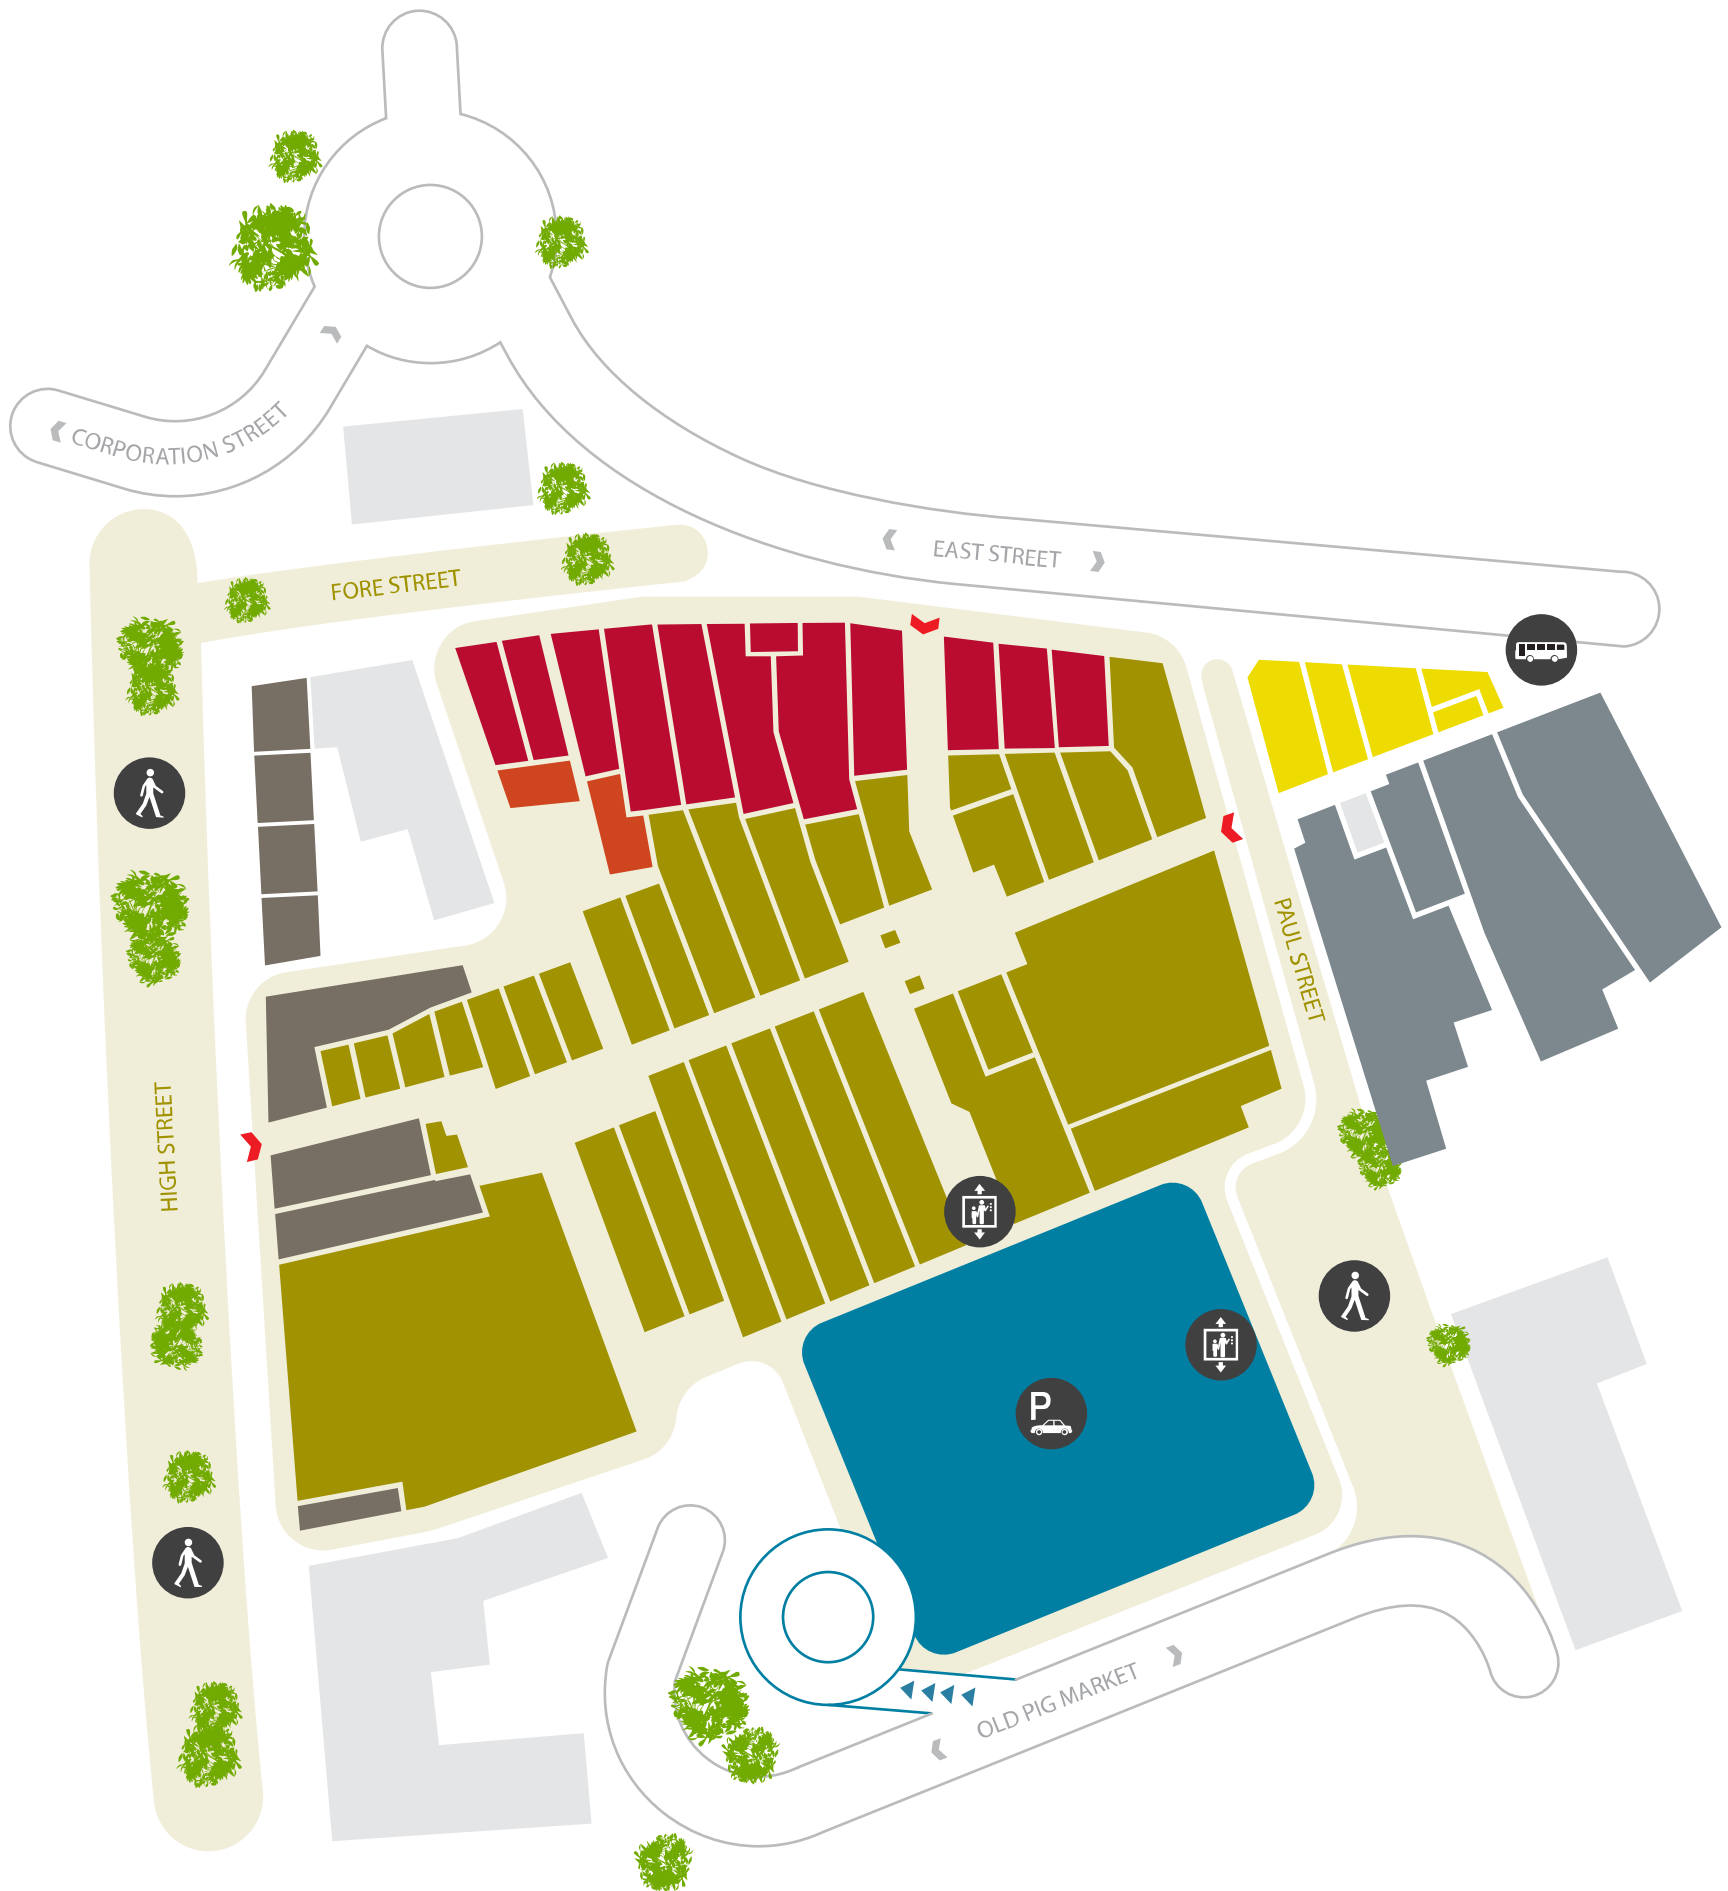 CORPORATION STREET
EAST STREET
FORE STREET
PAUL STREET
HIGH STREET
P
OLD PIG MARKET